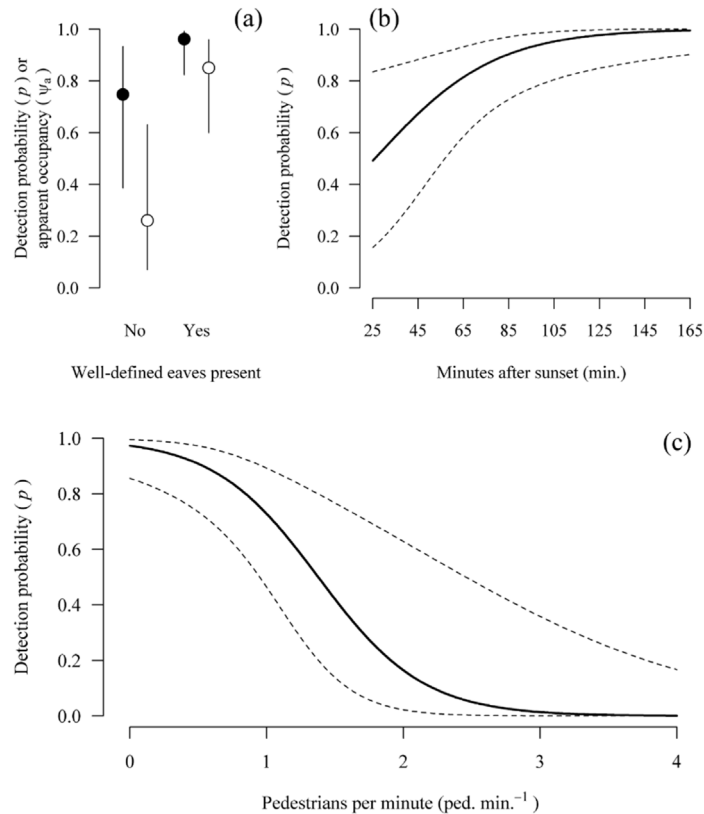 (a)
Detection probability (p) or
apparent occupancy (ψa)
1.0
0.8
0.6
0.4
0.2
0.0
No Yes
Well-defined eaves present
(b)
Detection probability (p)
1.0
0.8
0.6
0.4
0.2
0.0
25 45 65 85 105 125 145 165
Minutes after sunset (min.)
(c)
Detection probability (p)
1.0
0.8
0.6
0.4
0.2
0.0
0 1 2 3 4
Pedestrians per minute (ped. min.⁻¹)